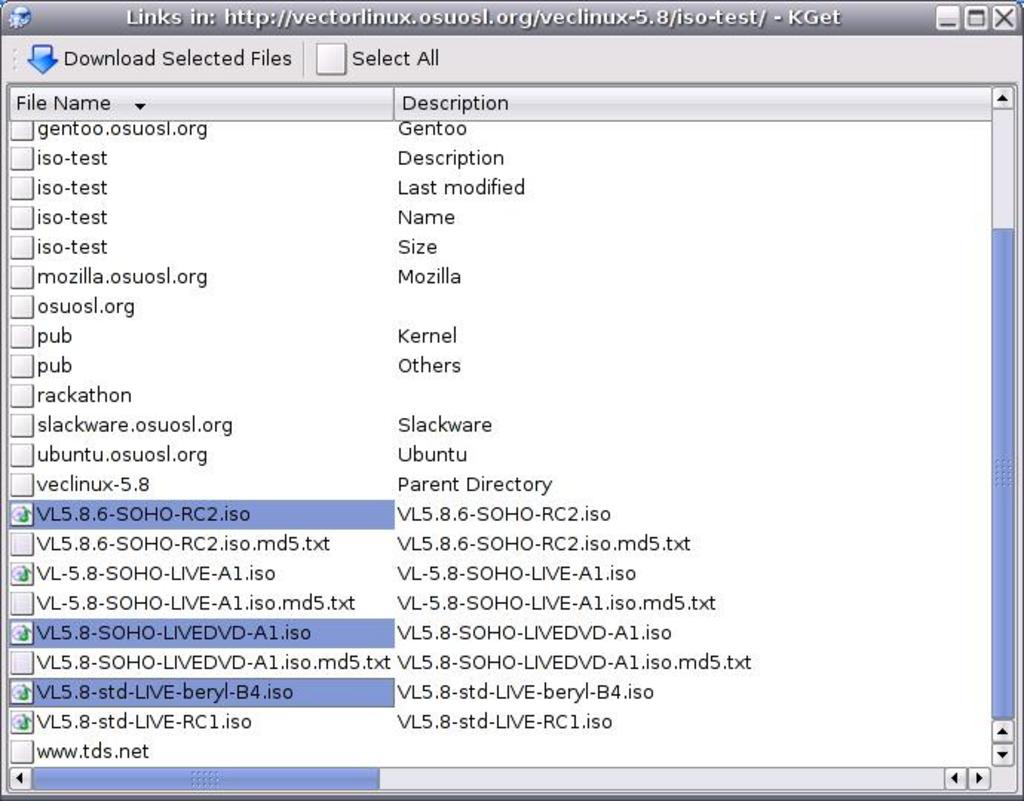 Links in: http://vectorlinux.osuosl.org/veclinux-5.8/iso-test/ - KGet
Download Selected Files Select All
File Name Description
gentoo.osuosl.org Gentoo
iso-test Description
iso-test Last modified
iso-test Name
iso-test Size
mozilla.osuosl.org Mozilla
osuosl.org
pub Kernel
pub Others
rackathon
slackware.osuosl.org Slackware
ubuntu.osuosl.org Ubuntu
veclinux-5.8 Parent Directory
VL5.8.6-SOHO-RC2.iso VL5.8.6-SOHO-RC2.iso
VL5.8.6-SOHO-RC2.iso.md5.txt VL5.8.6-SOHO-RC2.iso.md5.txt
VL-5.8-SOHO-LIVE-A1.iso VL-5.8-SOHO-LIVE-A1.iso
VL-5.8-SOHO-LIVE-A1.iso.md5.txt VL-5.8-SOHO-LIVE-A1.iso.md5.txt
VL5.8-SOHO-LIVEDVD-A1.iso VL5.8-SOHO-LIVEDVD-A1.iso
VL5.8-SOHO-LIVEDVD-A1.iso.md5.txt VL5.8-SOHO-LIVEDVD-A1.iso.md5.txt
VL5.8-std-LIVE-beryl-B4.iso VL5.8-std-LIVE-beryl-B4.iso
VL5.8-std-LIVE-RC1.iso VL5.8-std-LIVE-RC1.iso
www.tds.net